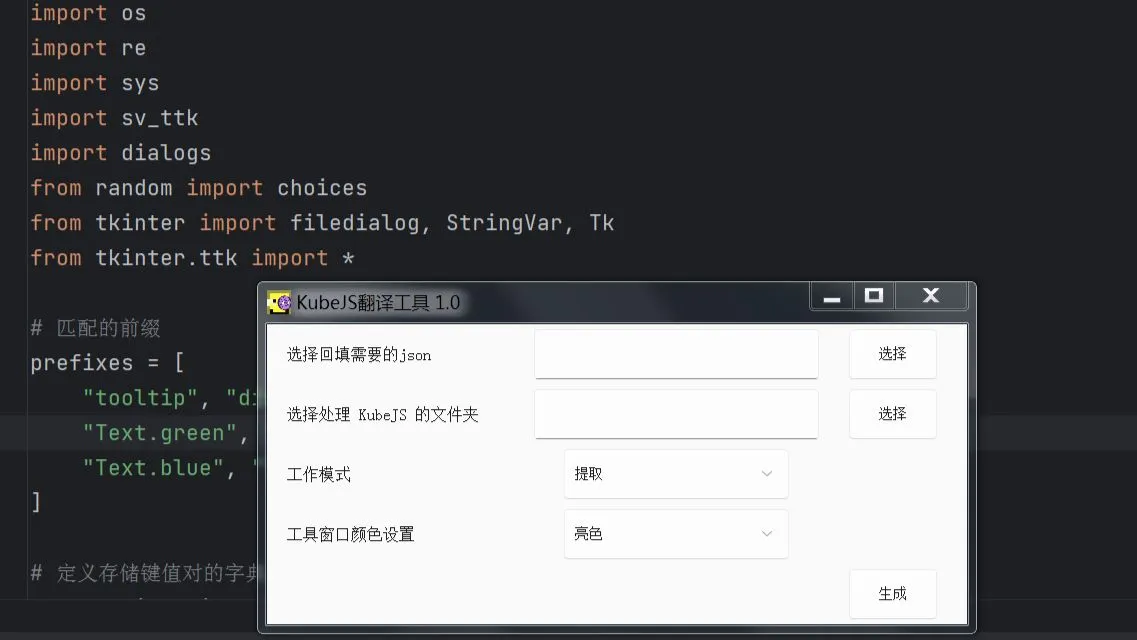 import os
import re
import sys
import sv_ttk
import dialogs
from random import choices
from tkinter import filedialog, StringVar, Tk
from tkinter.ttk import *
# 匹配的前缀
prefixes = [
"tooltip", "di
"Text.green",
"Text.blue", "
]
# 定义存储键值对的字典
KubeJS翻译工具 1.0
选择回填需要的json
选择
选择处理 KubeJS 的文件夹
选择
工作模式
提取
工具窗口颜色设置
亮色
生成